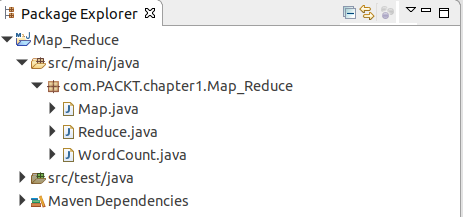 Package Explorer
Map_Reduce
src/main/java
com.PACKT.chapter1.Map_Reduce
Map.java
Reduce.java
WordCount.java
src/test/java
Maven Dependencies